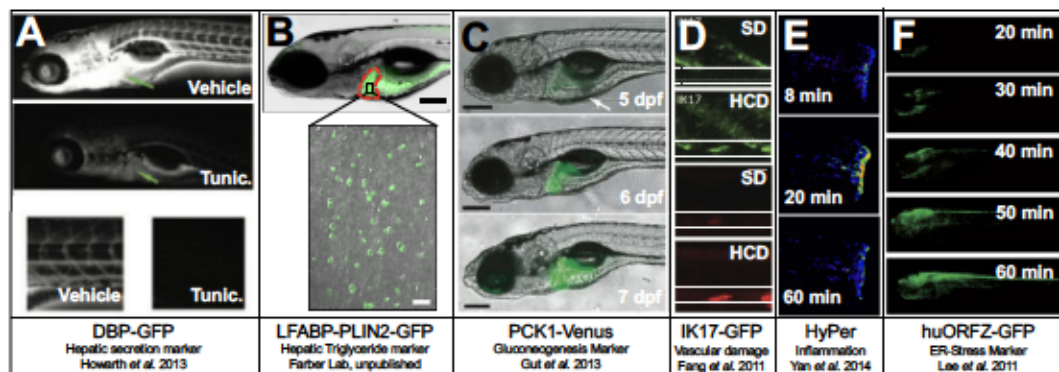 A
Vehicle
Tunic.
Vehicle
Tunic.
DBP-GFP
Hepatic secretion marker
Howarth et al. 2013
B
LFABP-PLIN2-GFP
Hepatic Triglyceride marker
Farber Lab, unpublished
C
5 dpf
6 dpf
7 dpf
PCK1-Venus
Gluconeogenesis Marker
Gut et al. 2013
D
SD
HCD
SD
HCD
IK17-GFP
Vascular damage
Fang et al. 2011
E
8 min
20 min
60 min
HyPer
Inflammation
Yan et al. 2014
F
20 min
30 min
40 min
50 min
60 min
huORFZ-GFP
ER-Stress Marker
Lee et al. 2011